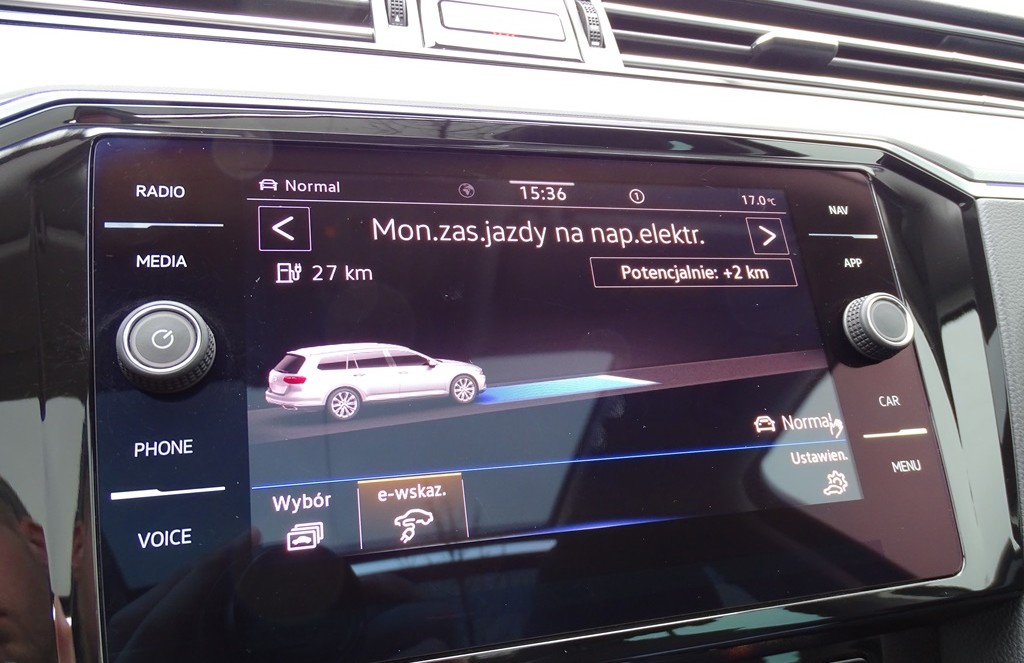 RADIO
MEDIA
PHONE
VOICE
Normal
15:36
1
17.0°C
<
Mon.zas.jazdy na nap.elektr.
>
27 km
Potencjalnie: +2 km
Normal
Wybór
e-wskaz.
Ustawien.
NAV
APP
CAR
MENU